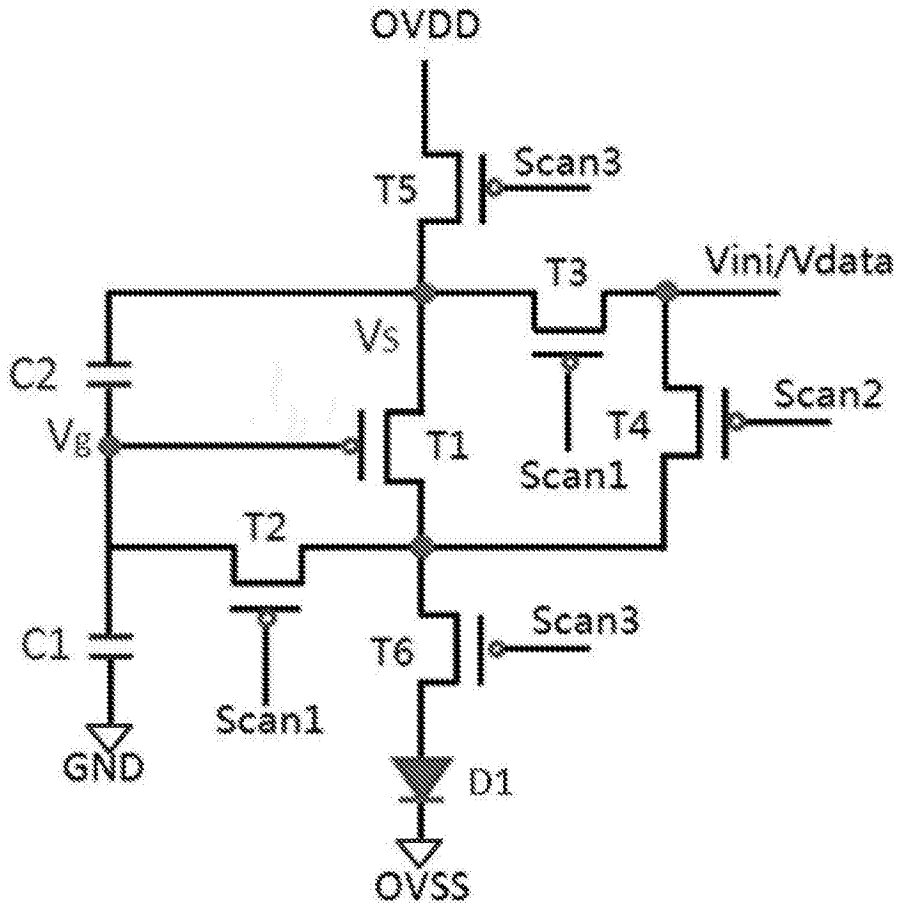 OVDD
Scan3
T5
Vini/Vdata
T3
VS
C2
Scan2
Vg
T1
T4
Scan1
T2
Scan3
C1
T6
Scan1
GND
D1
OVSS